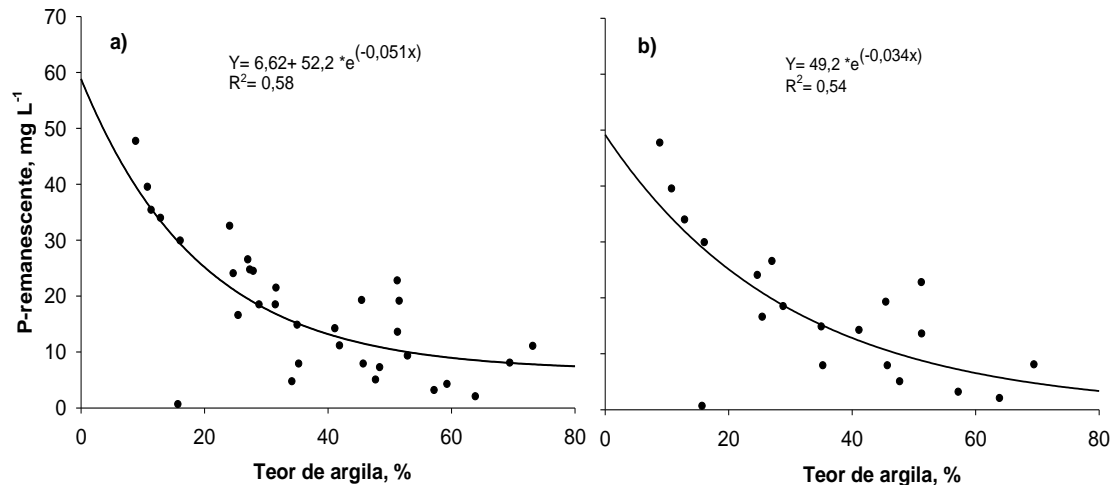 a)
Y= 6,62+ 52,2 *e(-0,051x)
R2= 0,58
P-remanescente, mg L-1
70
60
50
40
30
20
10
0
0 20 40 60 80
Teor de argila, %
b)
Y= 49,2 *e(-0,034x)
R2= 0,54
0 20 40 60 80
Teor de argila, %